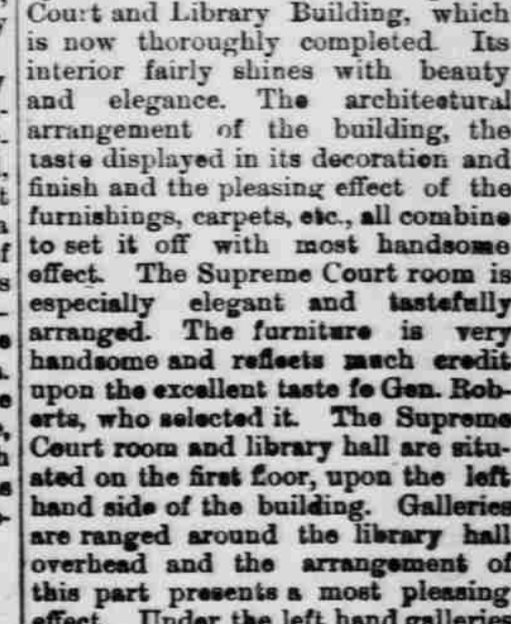 Court and Library Building, which
is now thoroughly completed. Its
interior fairly shines with beauty
and elegance. The architectural
arrangement of the building, the
taste displayed in its decoration and
finish and the pleasing effect of the
furnishings, carpets, etc., all combine
to set it off with most handsome
effect. The Supreme Court room is
especially elegant and tastefully
arranged. The furniture is very
handsome and reflects much credit
upon the excellent taste fo Gen. Rob-
erts, who selected it. The Supreme
Court room and library hall are situ-
ated on the first floor, upon the left
hand side of the building. Galleries
are ranged around the library hall
overhead and the arrangement of
this part presents a most pleasing
effect. Under the left hand galleries